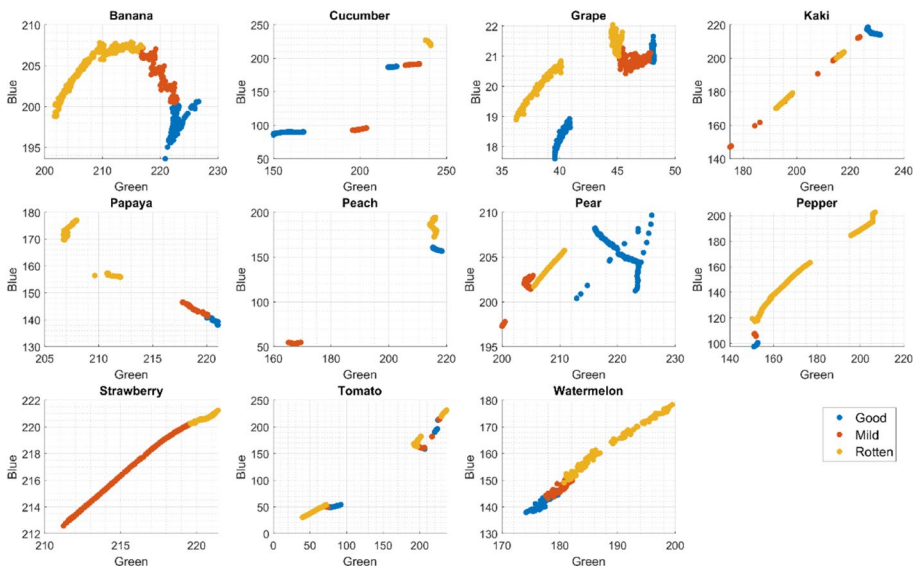 Banana
Blue
210
205
200
195
200
210
220
230
Green
Cucumber
Blue
250
200
150
100
50
150
200
250
Green
Grape
Blue
22
21
20
19
18
35
40
45
50
Green
Kaki
Blue
220
200
180
160
140
180
200
220
240
Green
Papaya
Blue
180
170
160
150
140
130
205
210
215
220
Green
Peach
Blue
200
150
100
50
160
180
200
220
Green
Pear
Blue
210
205
200
195
200
210
220
230
Green
Pepper
Blue
200
180
160
140
120
100
140
160
180
200
220
Green
Strawberry
Blue
222
220
218
216
214
212
210
215
220
Green
Tomato
Blue
250
200
150
100
50
0
0
50
100
150
200
Green
Watermelon
Blue
180
170
160
150
140
130
170
180
190
200
Green
Good
Mild
Rotten